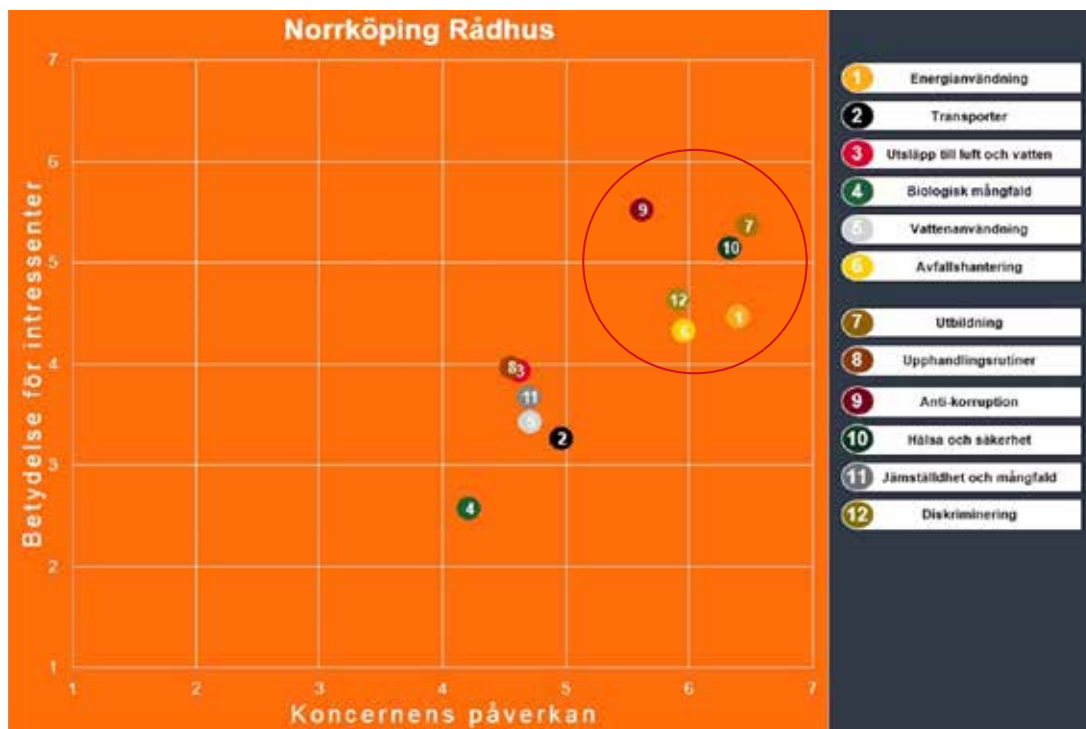 Norrköping Rådhus
Betydelse för intressenter
7
6
5
4
3
2
1
1 2 3 4 5 6 7
Koncernens påverkan
9
7
10
12
1
6
8
3
11
5
2
4
1 Energianvändning
2 Transporter
3 Utsläpp till luft och vatten
4 Biologisk mångfald
5 Vattenanvändning
6 Avfallshantering
7 Utbildning
8 Upphandlingsrutiner
9 Anti-korruption
10 Hälsa och säkerhet
11 Jämställdhet och mångfald
12 Diskriminering